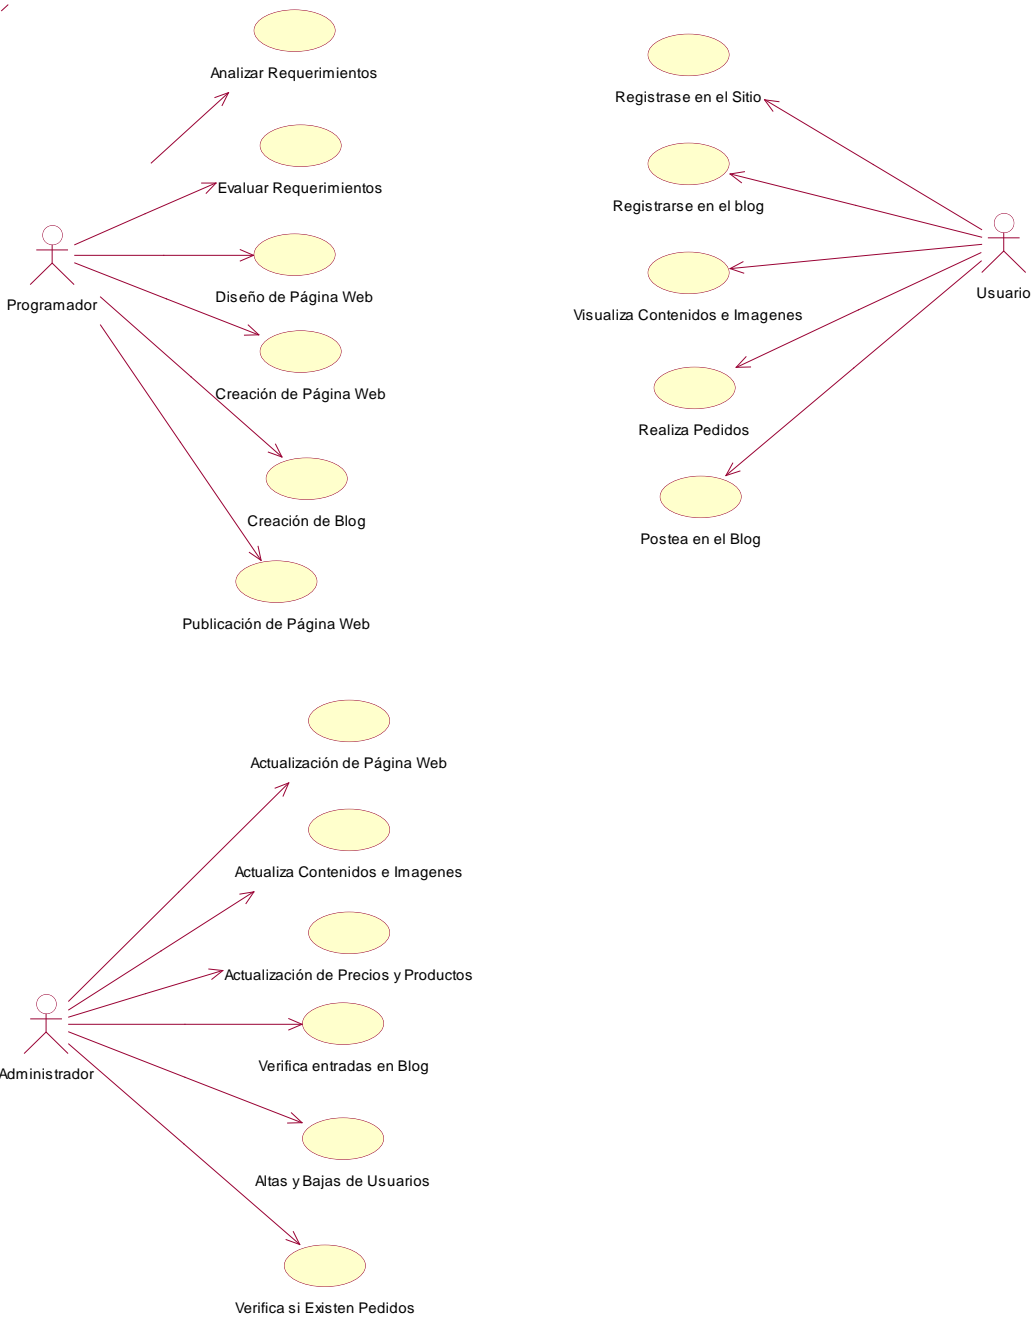 Analizar Requerimientos
Evaluar Requerimientos
Diseño de Página Web
Programador
Creación de Página Web
Creación de Blog
Publicación de Página Web
Registrase en el Sitio
Registrarse en el blog
Usuario
Visualiza Contenidos e Imagenes
Realiza Pedidos
Postea en el Blog
Actualización de Página Web
Actualiza Contenidos e Imagenes
Actualización de Precios y Productos
Verifica entradas en Blog
Administrador
Altas y Bajas de Usuarios
Verifica si Existen Pedidos